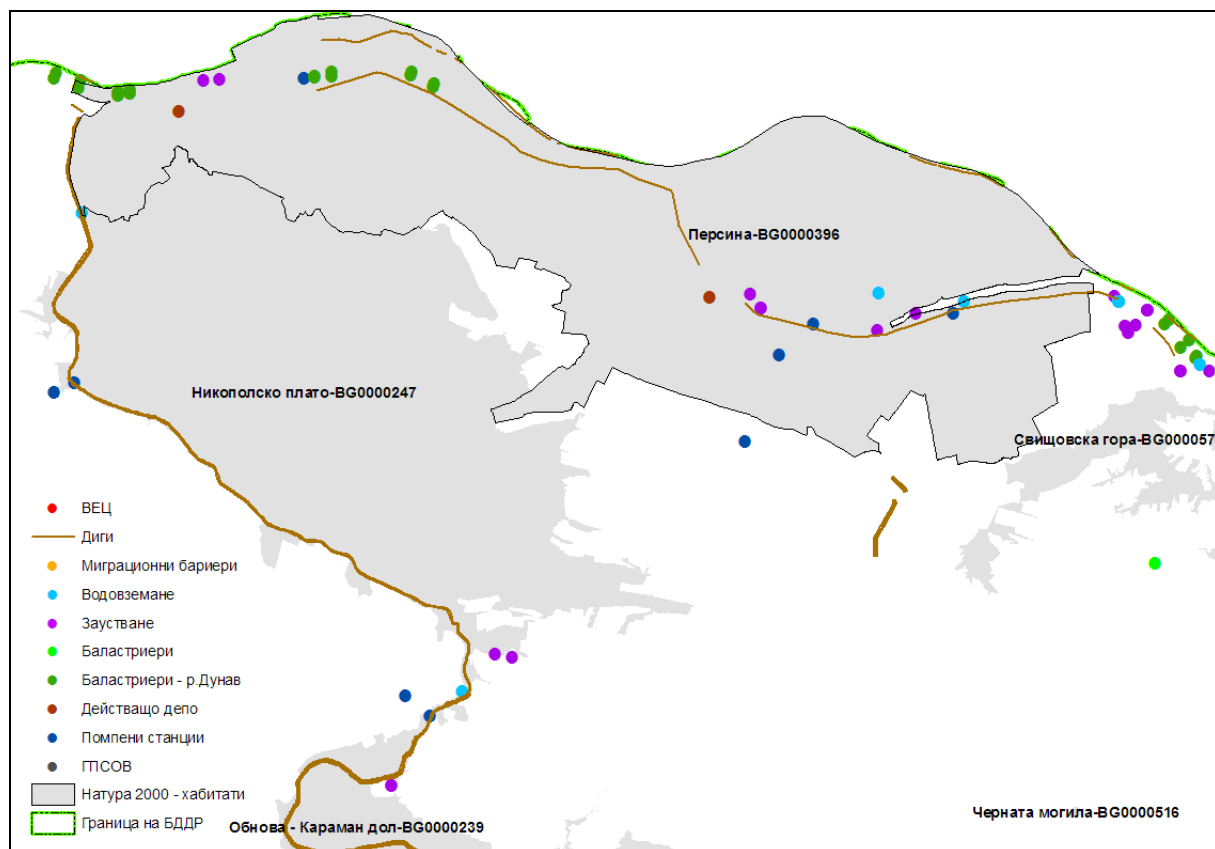 Персина-BG0000396
Никополско плато-BG0000247
Свищовска гора-BG000057
ВЕЦ
Диги
Миграционни бариери
Водовземане
Заустване
Баластриери
Баластриери - р.Дунав
Действащо депо
Помпени станции
ГПСОВ
Натура 2000 - хабитати
Граница на БДДР
Обнова - Караман дол-BG0000239
Черната могила-BG0000516